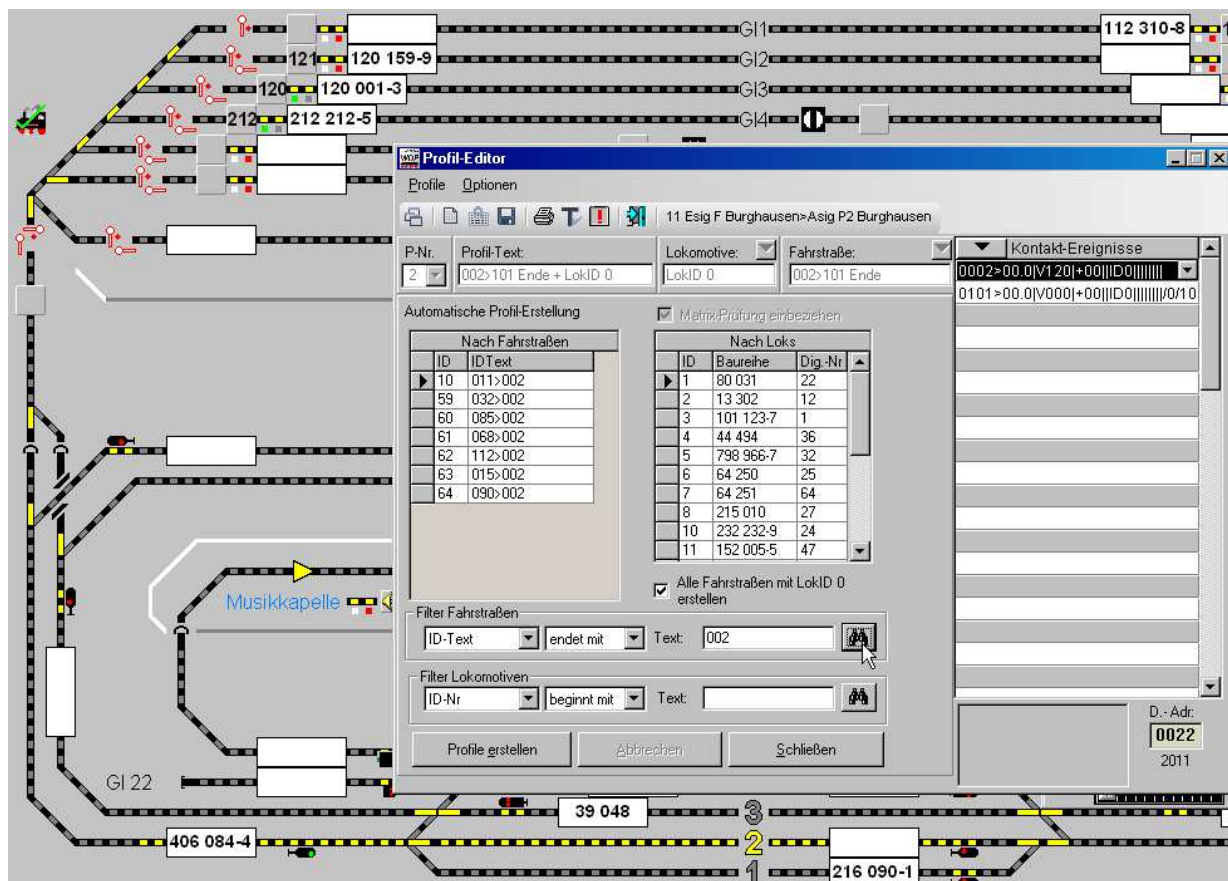 Gl1
112 310-8
121
120 159-9
Gl2
120
120 001-3
Gl3
212
212 212-5
Gl4
WDP Profil-Editor
Profile Optionen
11 Esig F Burghausen>Asig P2 Burghausen
P-Nr. Profil-Text: Lokomotive: Fahrstraße:
2 002>101 Ende + LokID 0 LokID 0 002>101 Ende
Kontakt-Ereignisse
0002>00.0|V120|+00||ID0||||||||
0101>00.0|V000|+00||ID0||||||||/0/10
Automatische Profil-Erstellung
Matrix-Prüfung einbeziehen
Nach Fahrstraßen
ID IDText
10 011>002
59 032>002
60 085>002
61 068>002
62 112>002
63 015>002
64 090>002
Nach Loks
ID Baureihe Dig.-Nr
1 80 031 22
2 13 302 12
3 101 123-7 1
4 44 494 36
5 798 966-7 32
6 64 250 25
7 64 251 64
8 215 010 27
10 232 232-9 24
11 152 005-5 47
Alle Fahrstraßen mit LokID 0
erstellen
Filter Fahrstraßen
ID-Text endet mit Text: 002
Filter Lokomotiven
ID-Nr beginnt mit Text:
Profile erstellen Abbrechen Schließen
D.- Adr.
0022
2011
Musikkapelle
Gl 22
39 048
3
406 084-4
2
1
216 090-1